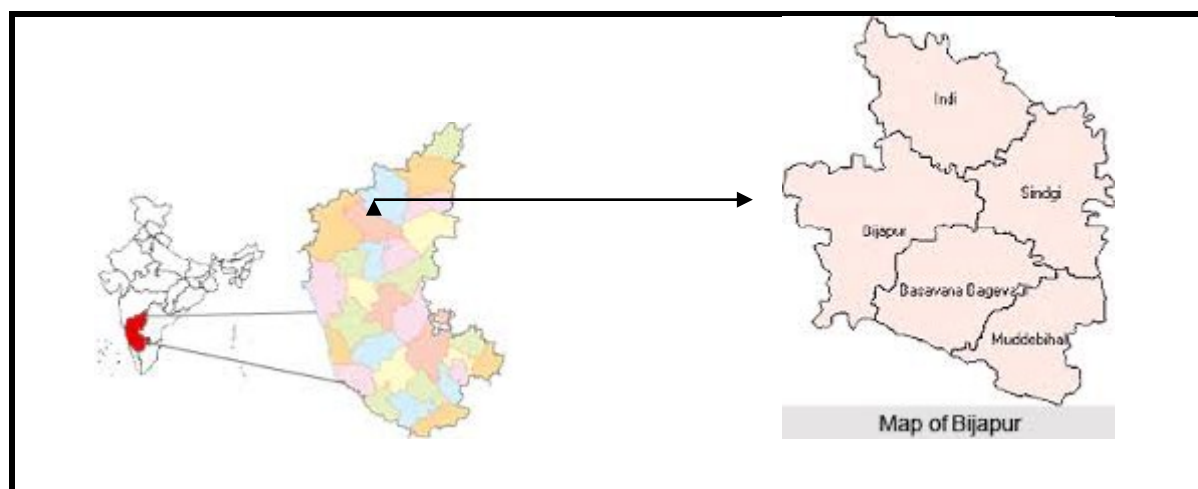 Indi
Sindgi
Bijapur
Basavana Bagevadi
Muddebihal
Map of Bijapur